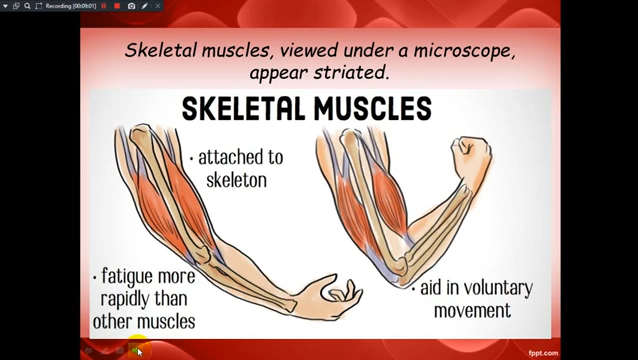 Recording [00:09:01]
Skeletal muscles, viewed under a microscope,
appear striated.
SKELETAL MUSCLES
• attached to
skeleton
• fatigue more
rapidly than
other muscles
• aid in voluntary
movement
fppt.com